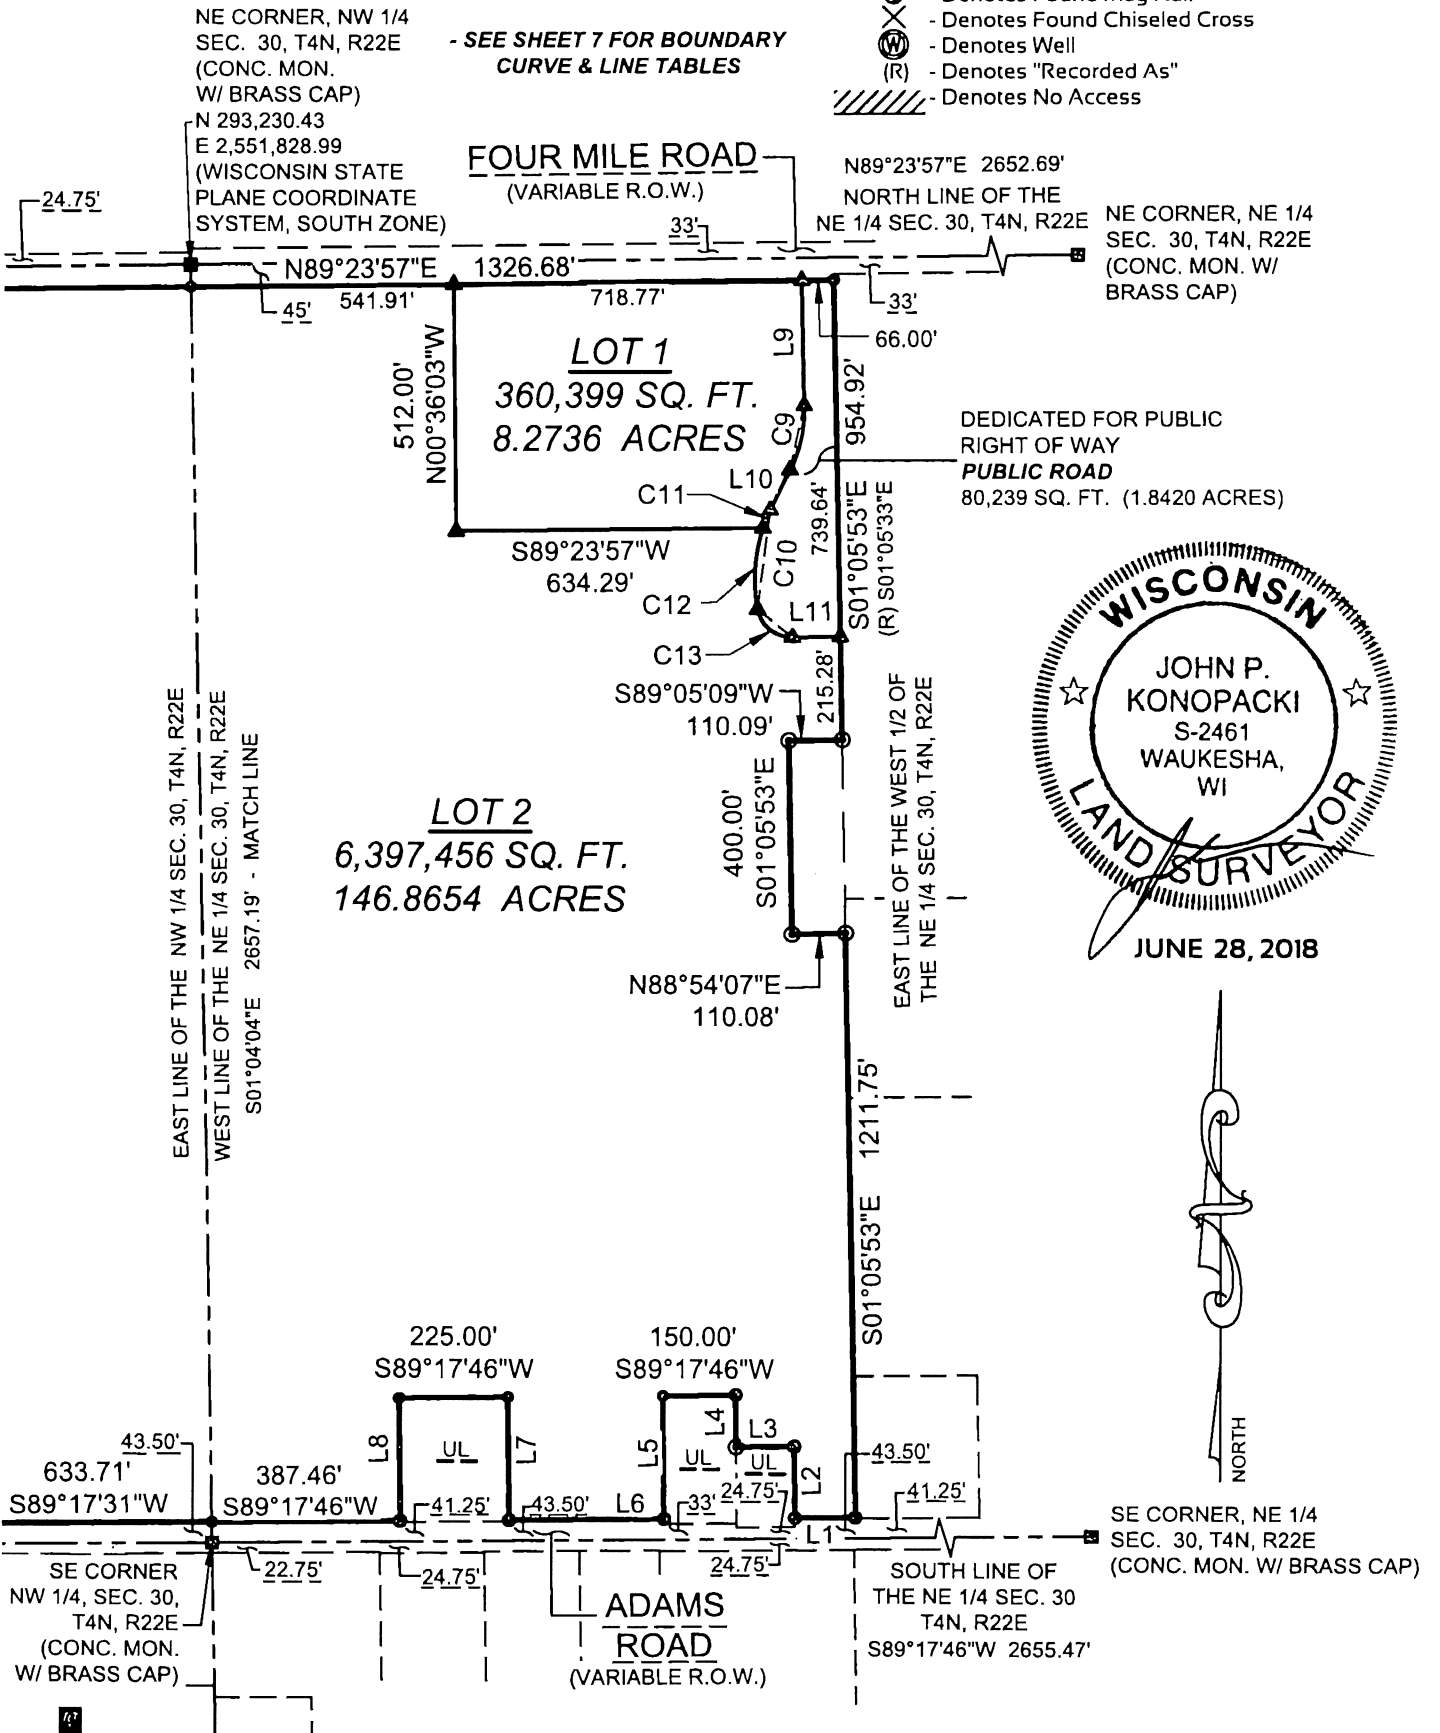 NE CORNER, NW 1/4
SEC. 30, T4N, R22E
(CONC. MON.
W/ BRASS CAP)
N 293,230.43
E 2,551,828.99
(WISCONSIN STATE
PLANE COORDINATE
SYSTEM, SOUTH ZONE)
- SEE SHEET 7 FOR BOUNDARY
CURVE & LINE TABLES
X - Denotes Found Chiseled Cross
W - Denotes Well
(R) - Denotes "Recorded As"
- Denotes No Access
FOUR MILE ROAD
(VARIABLE R.O.W.)
N89°23'57"E 2652.69'
NORTH LINE OF THE
NE 1/4 SEC. 30, T4N, R22E
NE CORNER, NE 1/4
SEC. 30, T4N, R22E
(CONC. MON. W/
BRASS CAP)
24.75'
33'
N89°23'57"E 1326.68'
45'
541.91'
718.77'
33'
66.00'
LOT 1
360,399 SQ. FT.
8.2736 ACRES
512.00'
N00°36'03"W
L9
C9
954.92'
L10
C11
739.64'
S01°05'53"E
(R) S01°05'33"E
DEDICATED FOR PUBLIC
RIGHT OF WAY
PUBLIC ROAD
80,239 SQ. FT. (1.8420 ACRES)
S89°23'57"W
634.29'
C10
C12
L11
C13
215.28'
S89°05'09"W
110.09'
EAST LINE OF THE WEST 1/2 OF
THE NE 1/4 SEC. 30, T4N, R22E
WISCONSIN
JOHN P.
KONOPACKI
S-2461
WAUKESHA,
WI
LAND SURVEYOR
JUNE 28, 2018
EAST LINE OF THE NW 1/4 SEC. 30, T4N, R22E
WEST LINE OF THE NE 1/4 SEC. 30, T4N, R22E
S01°04'04"E 2657.19' - MATCH LINE
LOT 2
6,397,456 SQ. FT.
146.8654 ACRES
400.00'
S01°05'53"E
N88°54'07"E
110.08'
S01°05'53"E 1211.75'
NORTH
225.00'
S89°17'46"W
150.00'
S89°17'46"W
L8
UL
L7
L5
UL
L4
L3
UL
L2
43.50'
43.50'
633.71'
S89°17'31"W
387.46'
S89°17'46"W
41.25'
43.50'
L6
33'
24.75'
L1
41.25'
22.75'
24.75'
24.75'
SE CORNER
NW 1/4, SEC. 30,
T4N, R22E
(CONC. MON.
W/ BRASS CAP)
ADAMS
ROAD
(VARIABLE R.O.W.)
SOUTH LINE OF
THE NE 1/4 SEC. 30
T4N, R22E
S89°17'46"W 2655.47'
SE CORNER, NE 1/4
SEC. 30, T4N, R22E
(CONC. MON. W/ BRASS CAP)